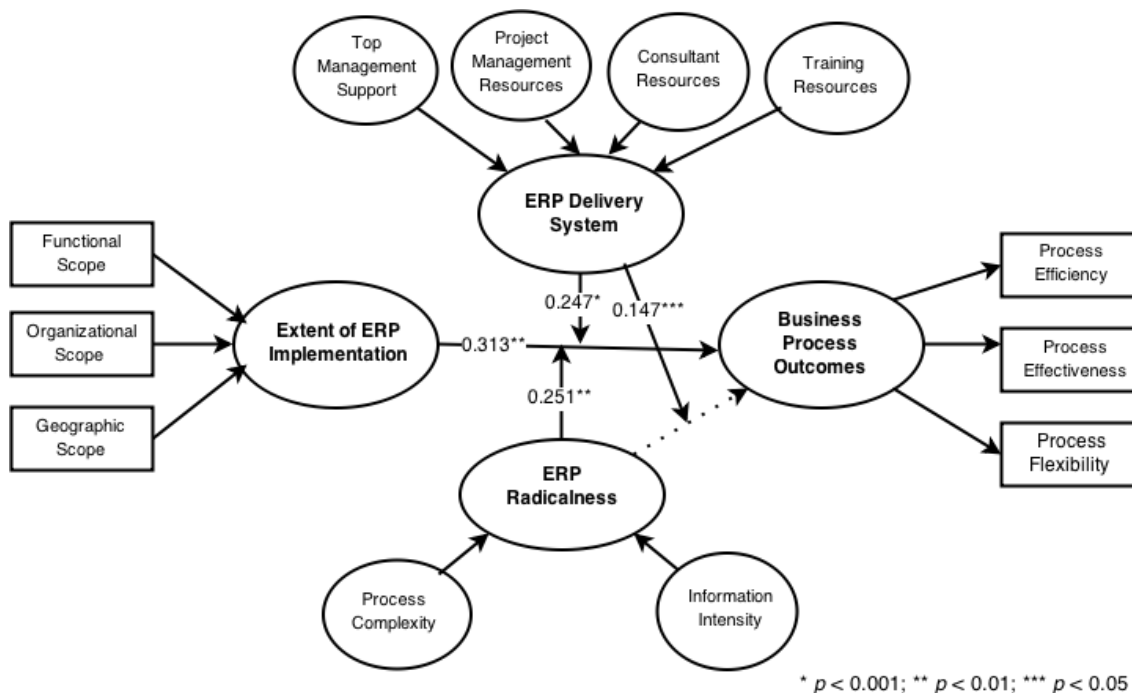 Top
Management
Support
Project
Management
Resources
Consultant
Resources
Training
Resources
ERP Delivery
System
Functional
Scope
Organizational
Scope
Geographic
Scope
Extent of ERP
Implementation
0.247*
0.147***
0.313**
0.251**
Business
Process
Outcomes
Process
Efficiency
Process
Effectiveness
Process
Flexibility
ERP
Radicalness
Process
Complexity
Information
Intensity
* p < 0.001; ** p < 0.01; *** p < 0.05